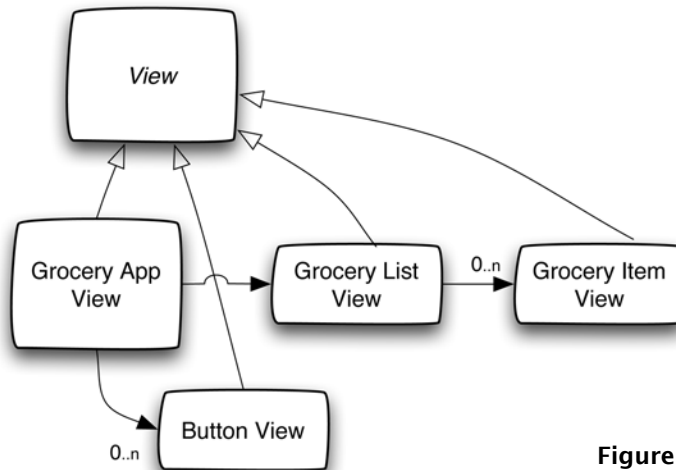 View
Grocery App
View
Grocery List
View
0..n
Grocery Item
View
Button View
0..n
Figure